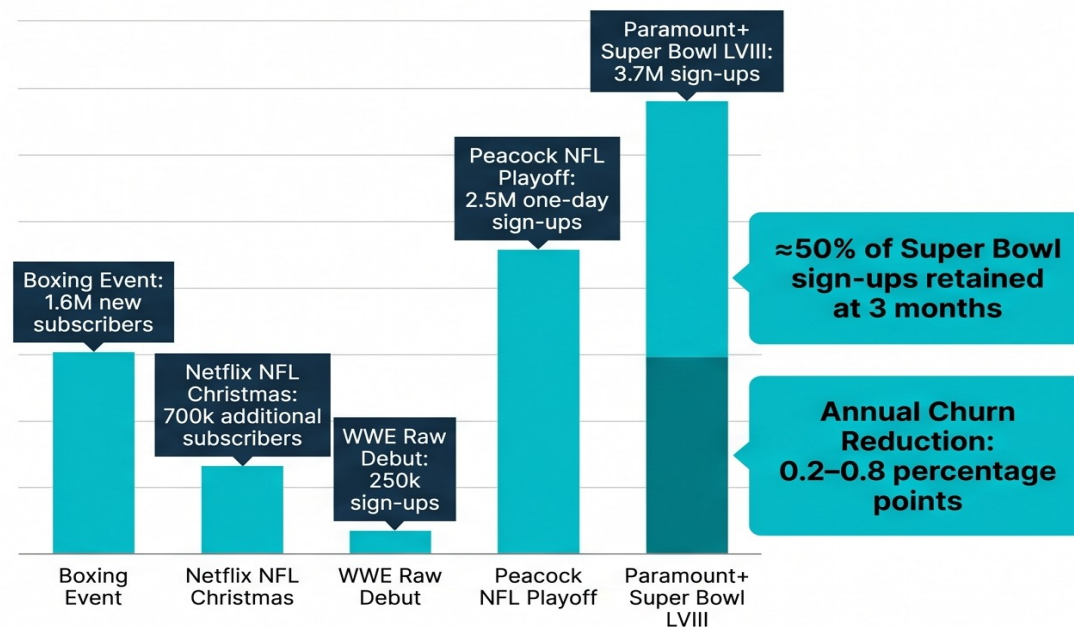 Paramount+
Super Bowl LVIII:
3.7M sign-ups
Peacock NFL
Playoff:
2.5M one-day
sign-ups
Boxing Event:
1.6M new
subscribers
Netflix NFL
Christmas:
700k additional
subscribers
WWE Raw
Debut:
250k
sign-ups
≈50% of Super Bowl
sign-ups retained
at 3 months
Annual Churn
Reduction:
0.2–0.8 percentage
points
Boxing
Event
Netflix NFL
Christmas
WWE Raw
Debut
Peacock
NFL Playoff
Paramount+
Super Bowl
LVIII